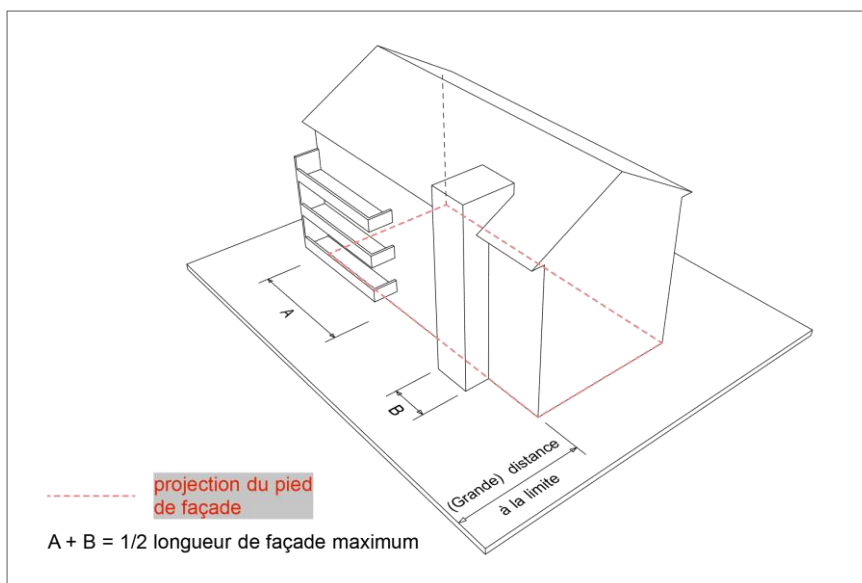 A
B
(Grande) distance
à la limite
projection du pied
de façade
A + B = 1/2 longueur de façade maximum